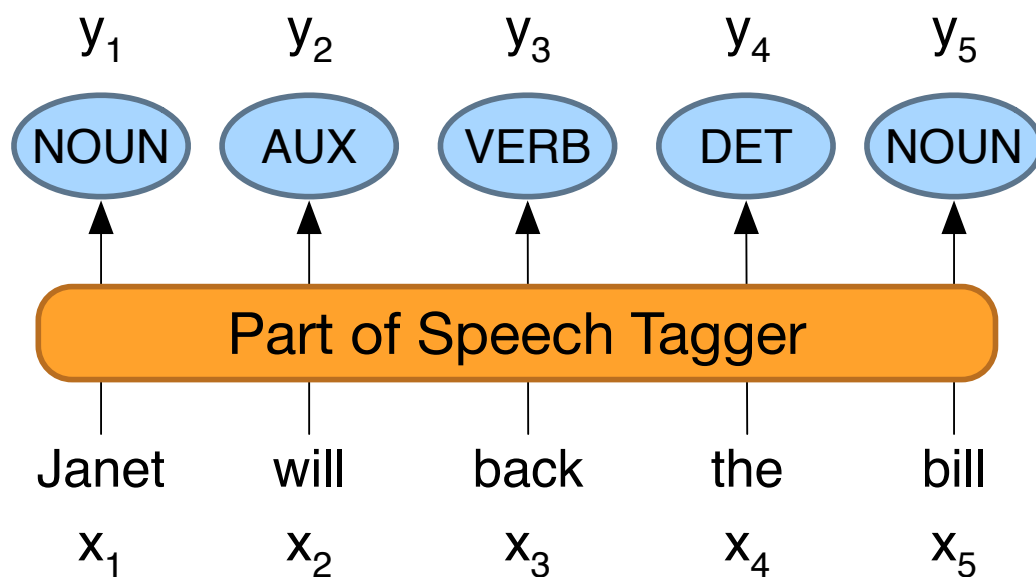 y1 y2 y3 y4 y5
NOUN AUX VERB DET NOUN
Part of Speech Tagger
Janet will back the bill
x1 x2 x3 x4 x5